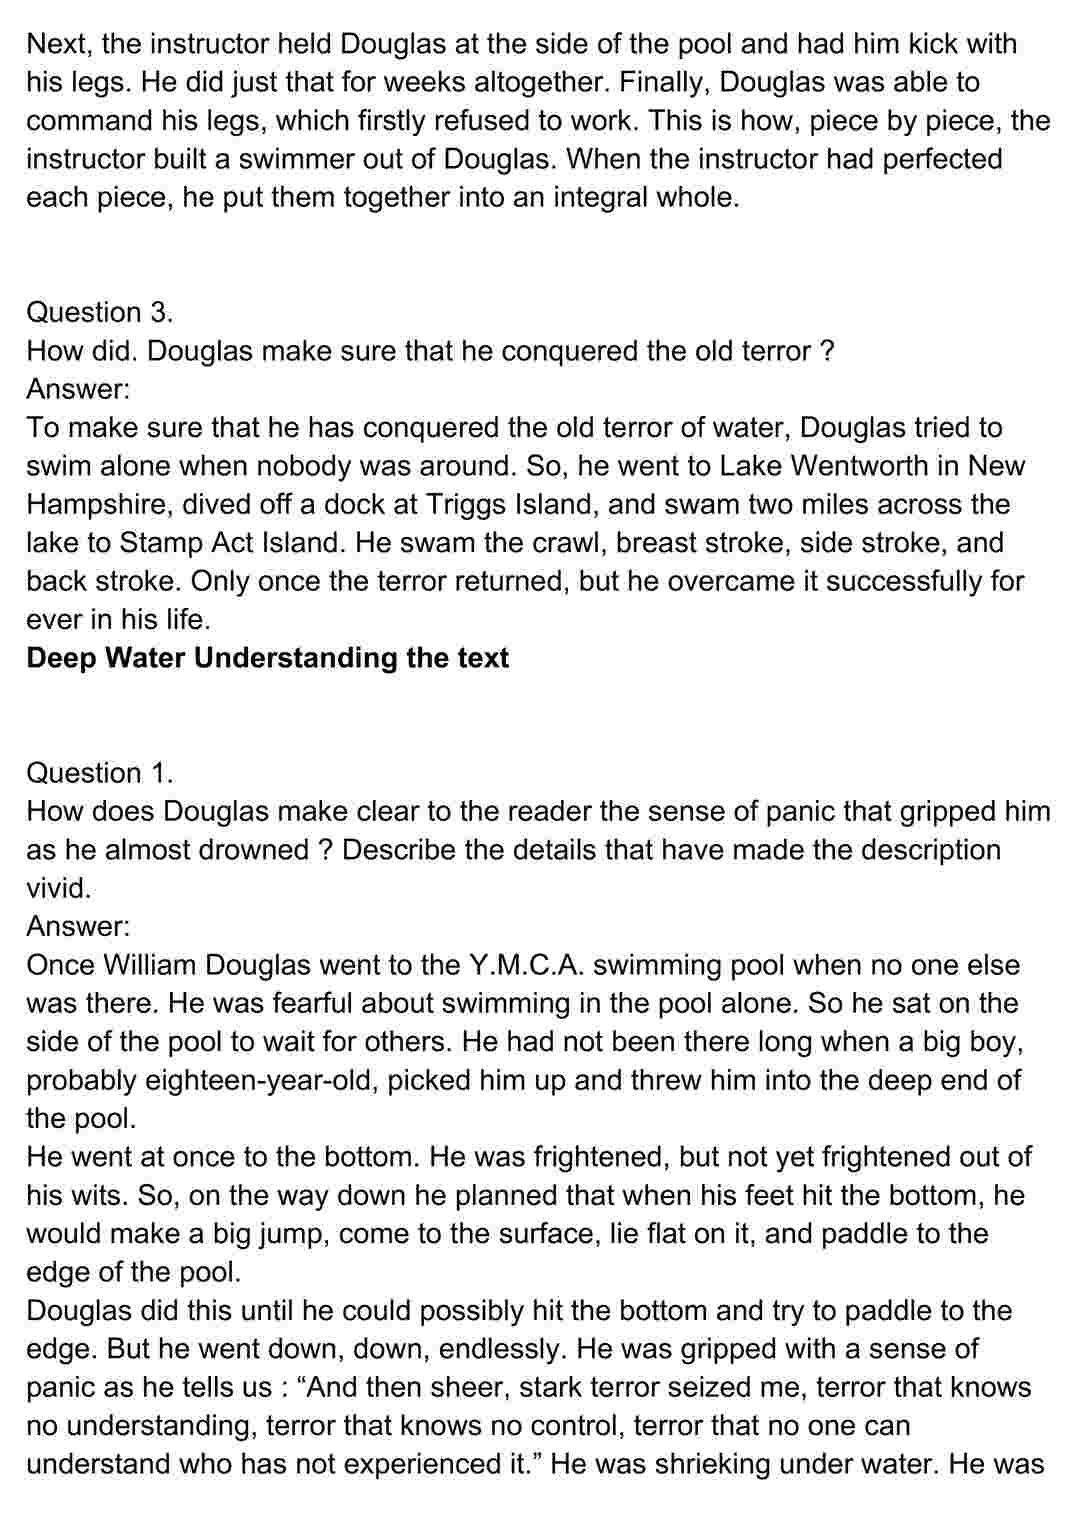 Next, the instructor held Douglas at the side of the pool and had him kick with
his legs. He did just that for weeks altogether. Finally, Douglas was able to
command his legs, which firstly refused to work. This is how, piece by piece, the
instructor built a swimmer out of Douglas. When the instructor had perfected
each piece, he put them together into an integral whole.
Question 3.
How did. Douglas make sure that he conquered the old terror ?
Answer:
To make sure that he has conquered the old terror of water, Douglas tried to
swim alone when nobody was around. So, he went to Lake Wentworth in New
Hampshire, dived off a dock at Triggs Island, and swam two miles across the
lake to Stamp Act Island. He swam the crawl, breast stroke, side stroke, and
back stroke. Only once the terror returned, but he overcame it successfully for
ever in his life.
Deep Water Understanding the text
Question 1.
How does Douglas make clear to the reader the sense of panic that gripped him
as he almost drowned ? Describe the details that have made the description
vivid.
Answer:
Once William Douglas went to the Y.M.C.A. swimming pool when no one else
was there. He was fearful about swimming in the pool alone. So he sat on the
side of the pool to wait for others. He had not been there long when a big boy,
probably eighteen-year-old, picked him up and threw him into the deep end of
the pool.
He went at once to the bottom. He was frightened, but not yet frightened out of
his wits. So, on the way down he planned that when his feet hit the bottom, he
would make a big jump, come to the surface, lie flat on it, and paddle to the
edge of the pool.
Douglas did this until he could possibly hit the bottom and try to paddle to the
edge. But he went down, down, endlessly. He was gripped with a sense of
panic as he tells us : “And then sheer, stark terror seized me, terror that knows
no understanding, terror that knows no control, terror that no one can
understand who has not experienced it.” He was shrieking under water. He was